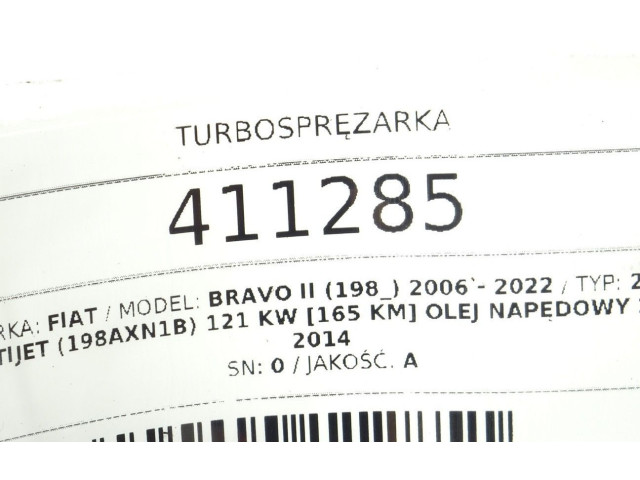 TURBOSPRĘŻARKA
411285
RKA: FIAT / MODEL: BRAVO II (198_) 2006`- 2022 / TYP: 2
TIJET (198AXN1B) 121 KW [165 KM] OLEJ NAPĘDOWY
2014
SN: 0 / JAKOŚĆ. A